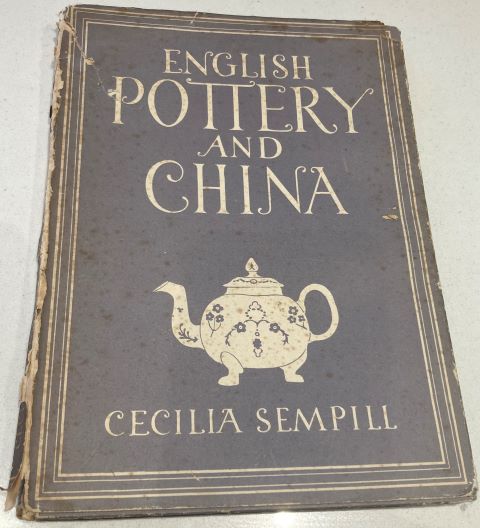 ENGLISH
POTTERY
AND
CHINA
CECILIA SEMPILL